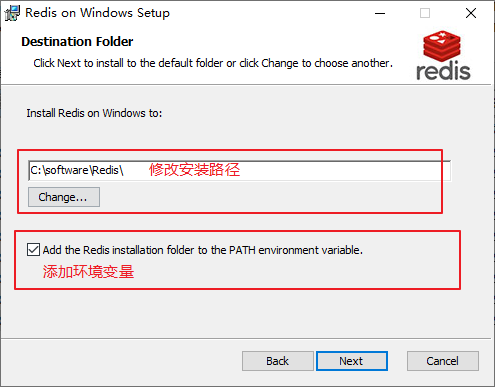 Redis on Windows Setup
Destination Folder
Click Next to install to the default folder or click Change to choose another.
redis
Install Redis on Windows to:
C:\software\Redis\ 修改安装路径
Change...
Add the Redis installation folder to the PATH environment variable.
添加环境变量
Back Next Cancel